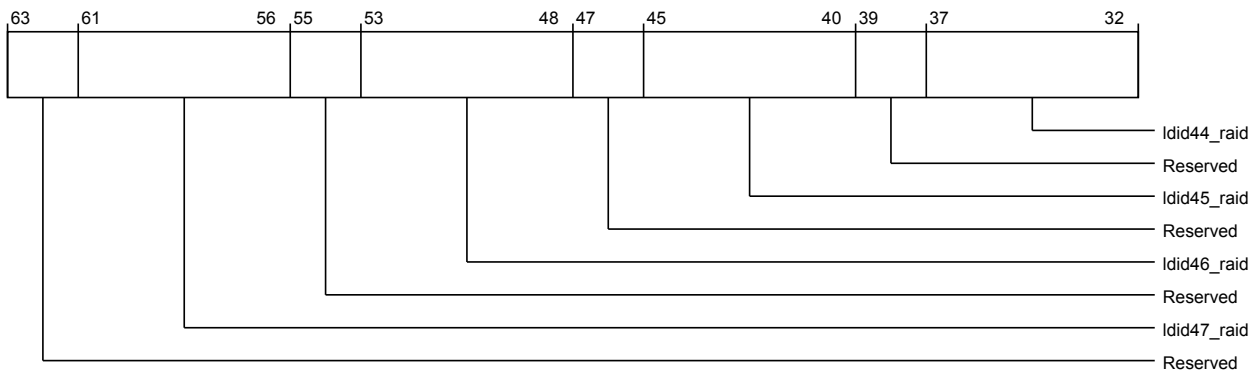 63 61 56 55 53 48 47 45 40 39 37 32
ldid44_raid
Reserved
ldid45_raid
Reserved
ldid46_raid
Reserved
ldid47_raid
Reserved